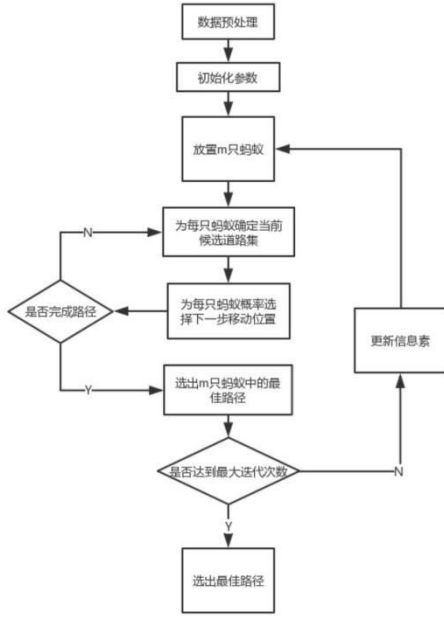 数据预处理
初始化参数
放置m只蚂蚁
为每只蚂蚁确定当前
候选道路集
N
是否完成路径
为每只蚂蚁概率选
择下一步移动位置
更新信息素
Y
选出m只蚂蚁中的最
佳路径
是否达到最大迭代次数
N
Y
选出最佳路径